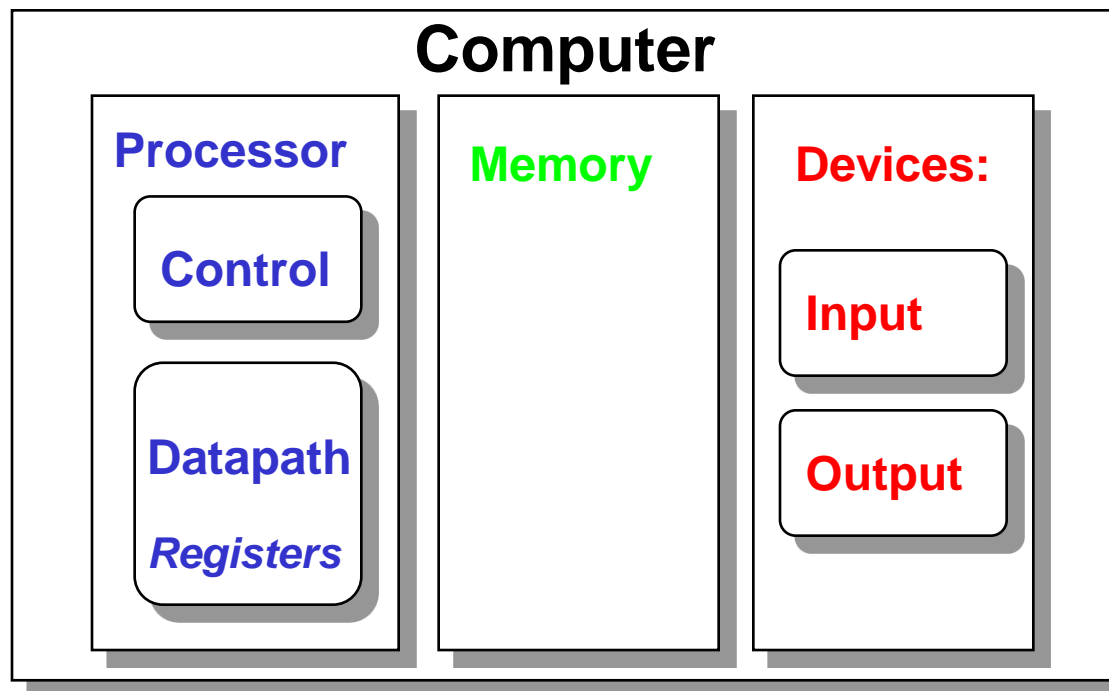 Computer
Processor
Control
Datapath
Registers
Memory
Devices:
Input
Output